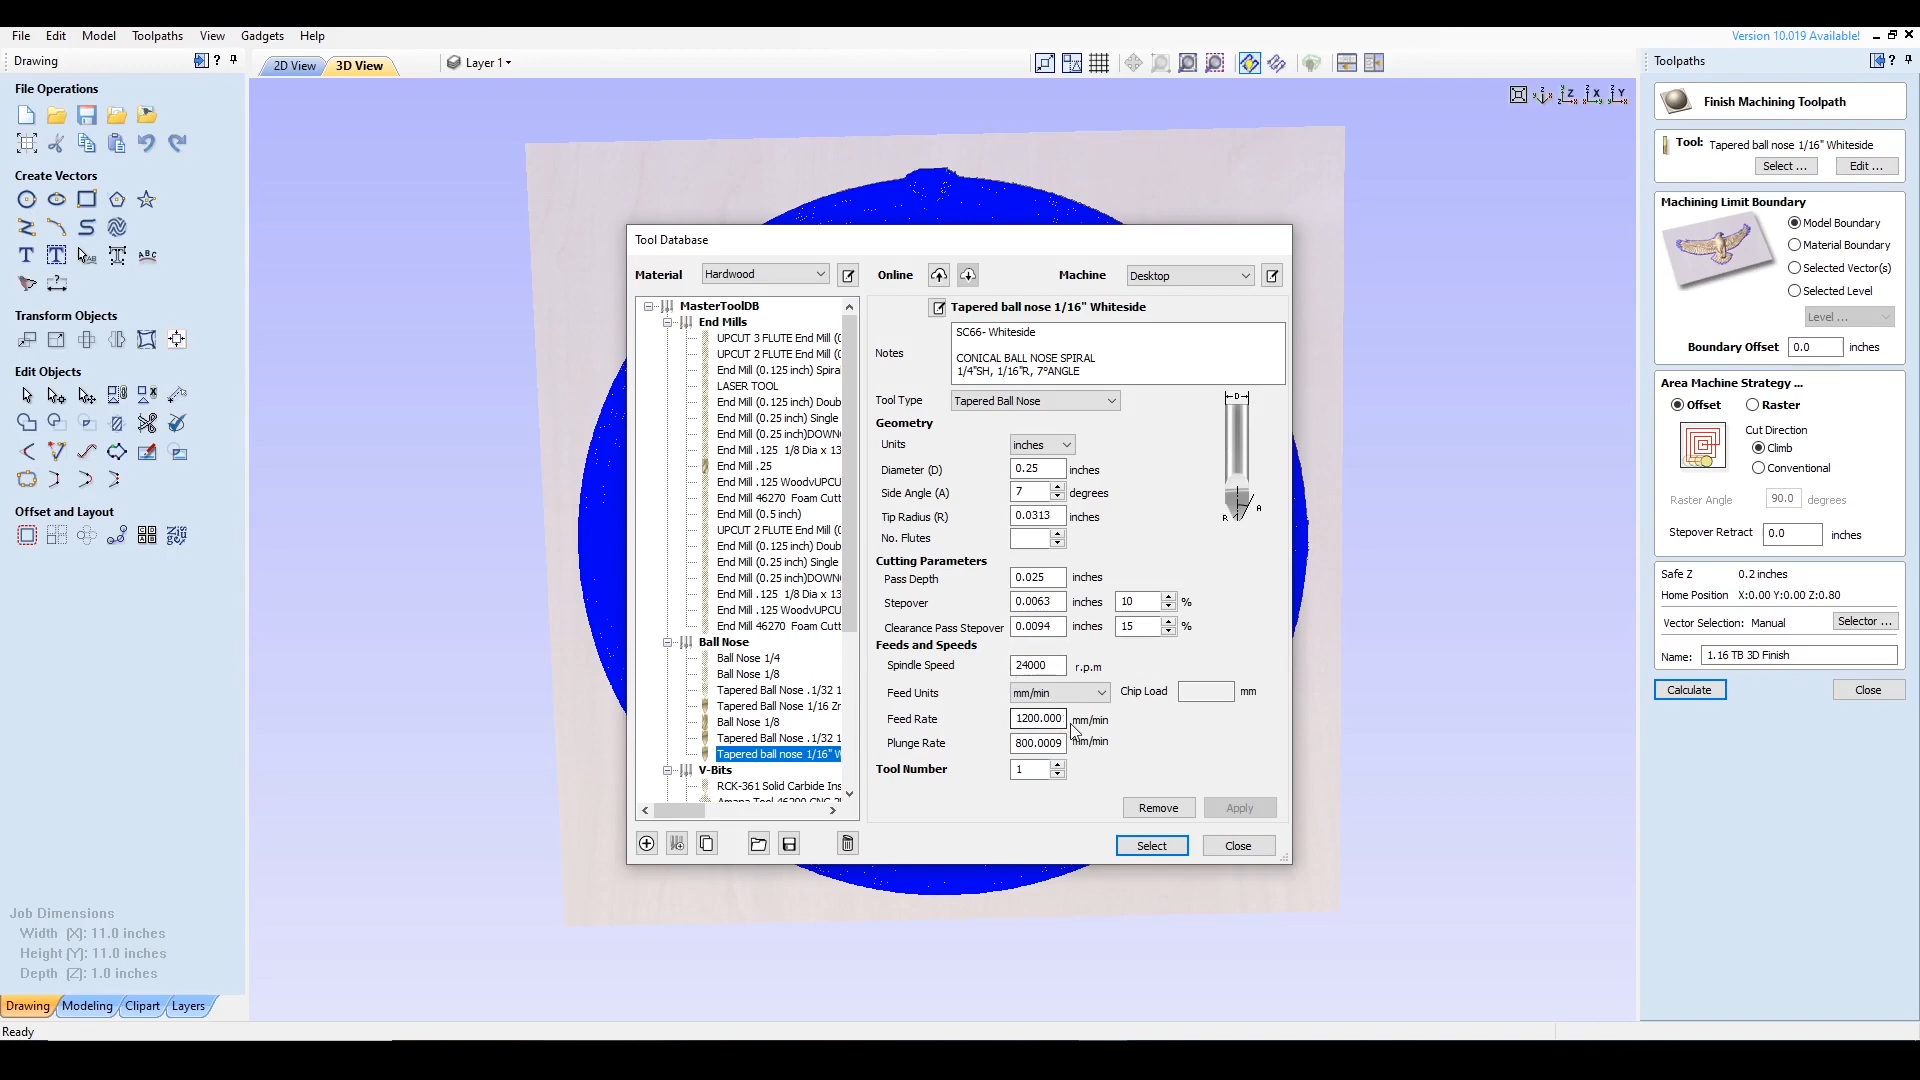 File Edit Model Toolpaths View Gadgets Help
Version 10.019 Available!
Drawing
2D View
3D View
Layer 1
Toolpaths
File Operations
Create Vectors
Transform Objects
Edit Objects
Offset and Layout
Job Dimensions
Width (X): 11.0 inches
Height (Y): 11.0 inches
Depth (Z): 1.0 inches
Drawing Modeling Clipart Layers
Ready
Tool Database
Material Hardwood Online Machine Desktop
MasterToolDB
End Mills
UPCUT 3 FLUTE End Mill (0
UPCUT 2 FLUTE End Mill (0
End Mill (0.125 inch) Spira
LASER TOOL
End Mill (0.125 inch) Doub
End Mill (0.25 inch) Single
End Mill (0.25 inch)DOWN
End Mill .125 1/8 Dia x 13
End Mill .25
End Mill .125 WoodvUPCU
End Mill 46270 Foam Cutt
End Mill (0.5 inch)
UPCUT 2 FLUTE End Mill (0
End Mill (0.125 inch) Doub
End Mill (0.25 inch) Single
End Mill (0.25 inch)DOWN
End Mill .125 1/8 Dia x 13
End Mill .125 WoodvUPCU
End Mill 46270 Foam Cutt
Ball Nose
Ball Nose 1/4
Ball Nose 1/8
Tapered Ball Nose .1/32 1
Tapered Ball Nose 1/16 Zr
Ball Nose 1/8
Tapered Ball Nose .1/32 1
Tapered ball nose 1/16" W
V-Bits
RCK-361 Solid Carbide Ins
Amana Tool 46200 CNC 2
Tapered ball nose 1/16" Whiteside
Notes
SC66- Whiteside
CONICAL BALL NOSE SPIRAL
1/4"SH, 1/16"R, 7°ANGLE
Tool Type Tapered Ball Nose
D
Geometry
Units inches
Diameter (D) 0.25 inches
Side Angle (A) 7 degrees
A
R
Tip Radius (R) 0.0313 inches
No. Flutes
Cutting Parameters
Pass Depth 0.025 inches
Stepover 0.0063 inches 10 %
Clearance Pass Stepover 0.0094 inches 15 %
Feeds and Speeds
Spindle Speed 24000 r.p.m
Feed Units mm/min Chip Load mm
Feed Rate 1200.000 mm/min
Plunge Rate 800.0009 mm/min
Tool Number 1
Remove Apply
Select Close
Z X Y
Finish Machining Toolpath
Tool: Tapered ball nose 1/16" Whiteside
Select ... Edit ...
Machining Limit Boundary
Model Boundary
Material Boundary
Selected Vector(s)
Selected Level
Level ...
Boundary Offset 0.0 inches
Area Machine Strategy ...
Offset Raster
Cut Direction
Climb
Conventional
Raster Angle 90.0 degrees
Stepover Retract 0.0 inches
Safe Z 0.2 inches
Home Position X:0.00 Y:0.00 Z:0.80
Vector Selection: Manual Selector ...
Name: 1.16 TB 3D Finish
Calculate Close